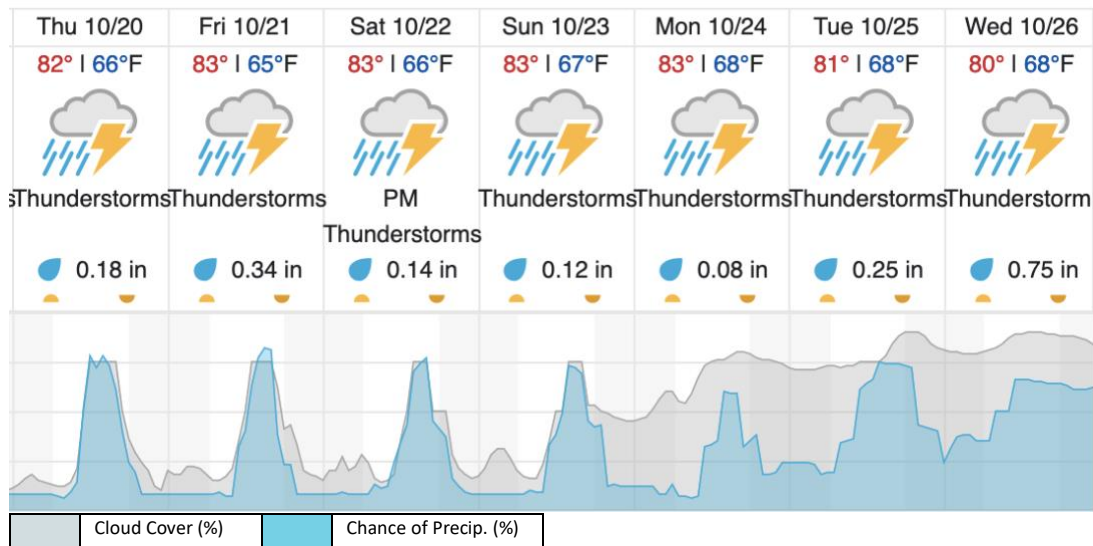 Thu 10/20 Fri 10/21 Sat 10/22 Sun 10/23 Mon 10/24 Tue 10/25 Wed 10/26
82° | 66°F 83° | 65°F 83° | 66°F 83° | 67°F 83° | 68°F 81° | 68°F 80° | 68°F
sThunderstorms Thunderstorms PM Thunderstorms Thunderstorms Thunderstorms Thunderstorm
Thunderstorms
0.18 in 0.34 in 0.14 in 0.12 in 0.08 in 0.25 in 0.75 in
Cloud Cover (%) Chance of Precip. (%)